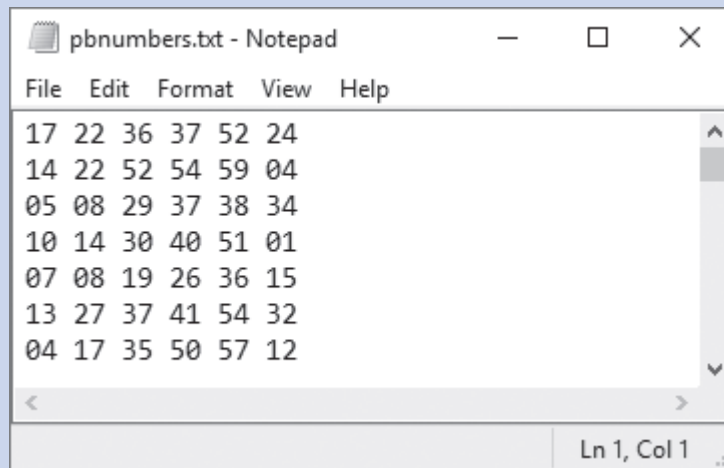 pbnumbers.txt - Notepad
File Edit Format View Help
17 22 36 37 52 24
14 22 52 54 59 04
05 08 29 37 38 34
10 14 30 40 51 01
07 08 19 26 36 15
13 27 37 41 54 32
04 17 35 50 57 12
Ln 1, Col 1